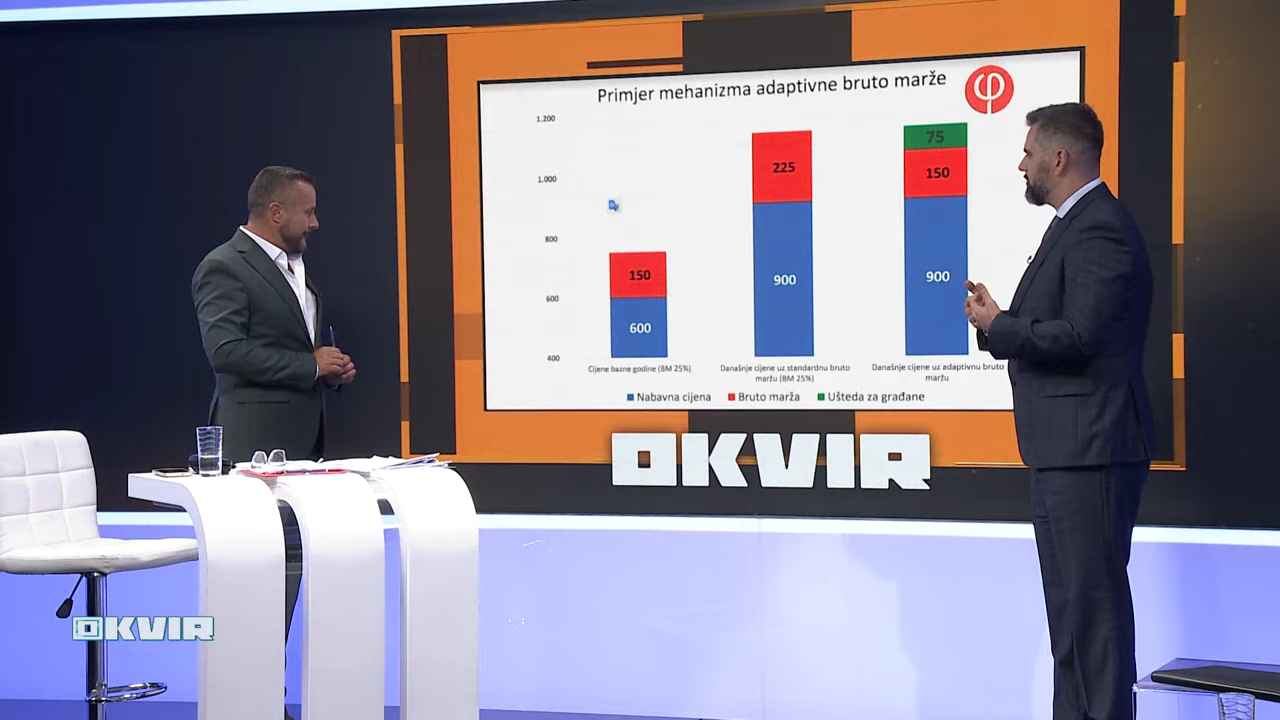 Primjer mehanizma adaptivne bruto marže
φ
1.200
1.000
800
600
400
150
600
225
900
75
150
900
Cijene bazne godine (BM 25%)
Današnje cijene uz standardnu bruto
maržu (BM 25%)
Današnje cijene uz adaptivnu bruto
maržu
Nabavna cijena
Bruto marža
Ušteda za građane
OKVIR
OKVIR